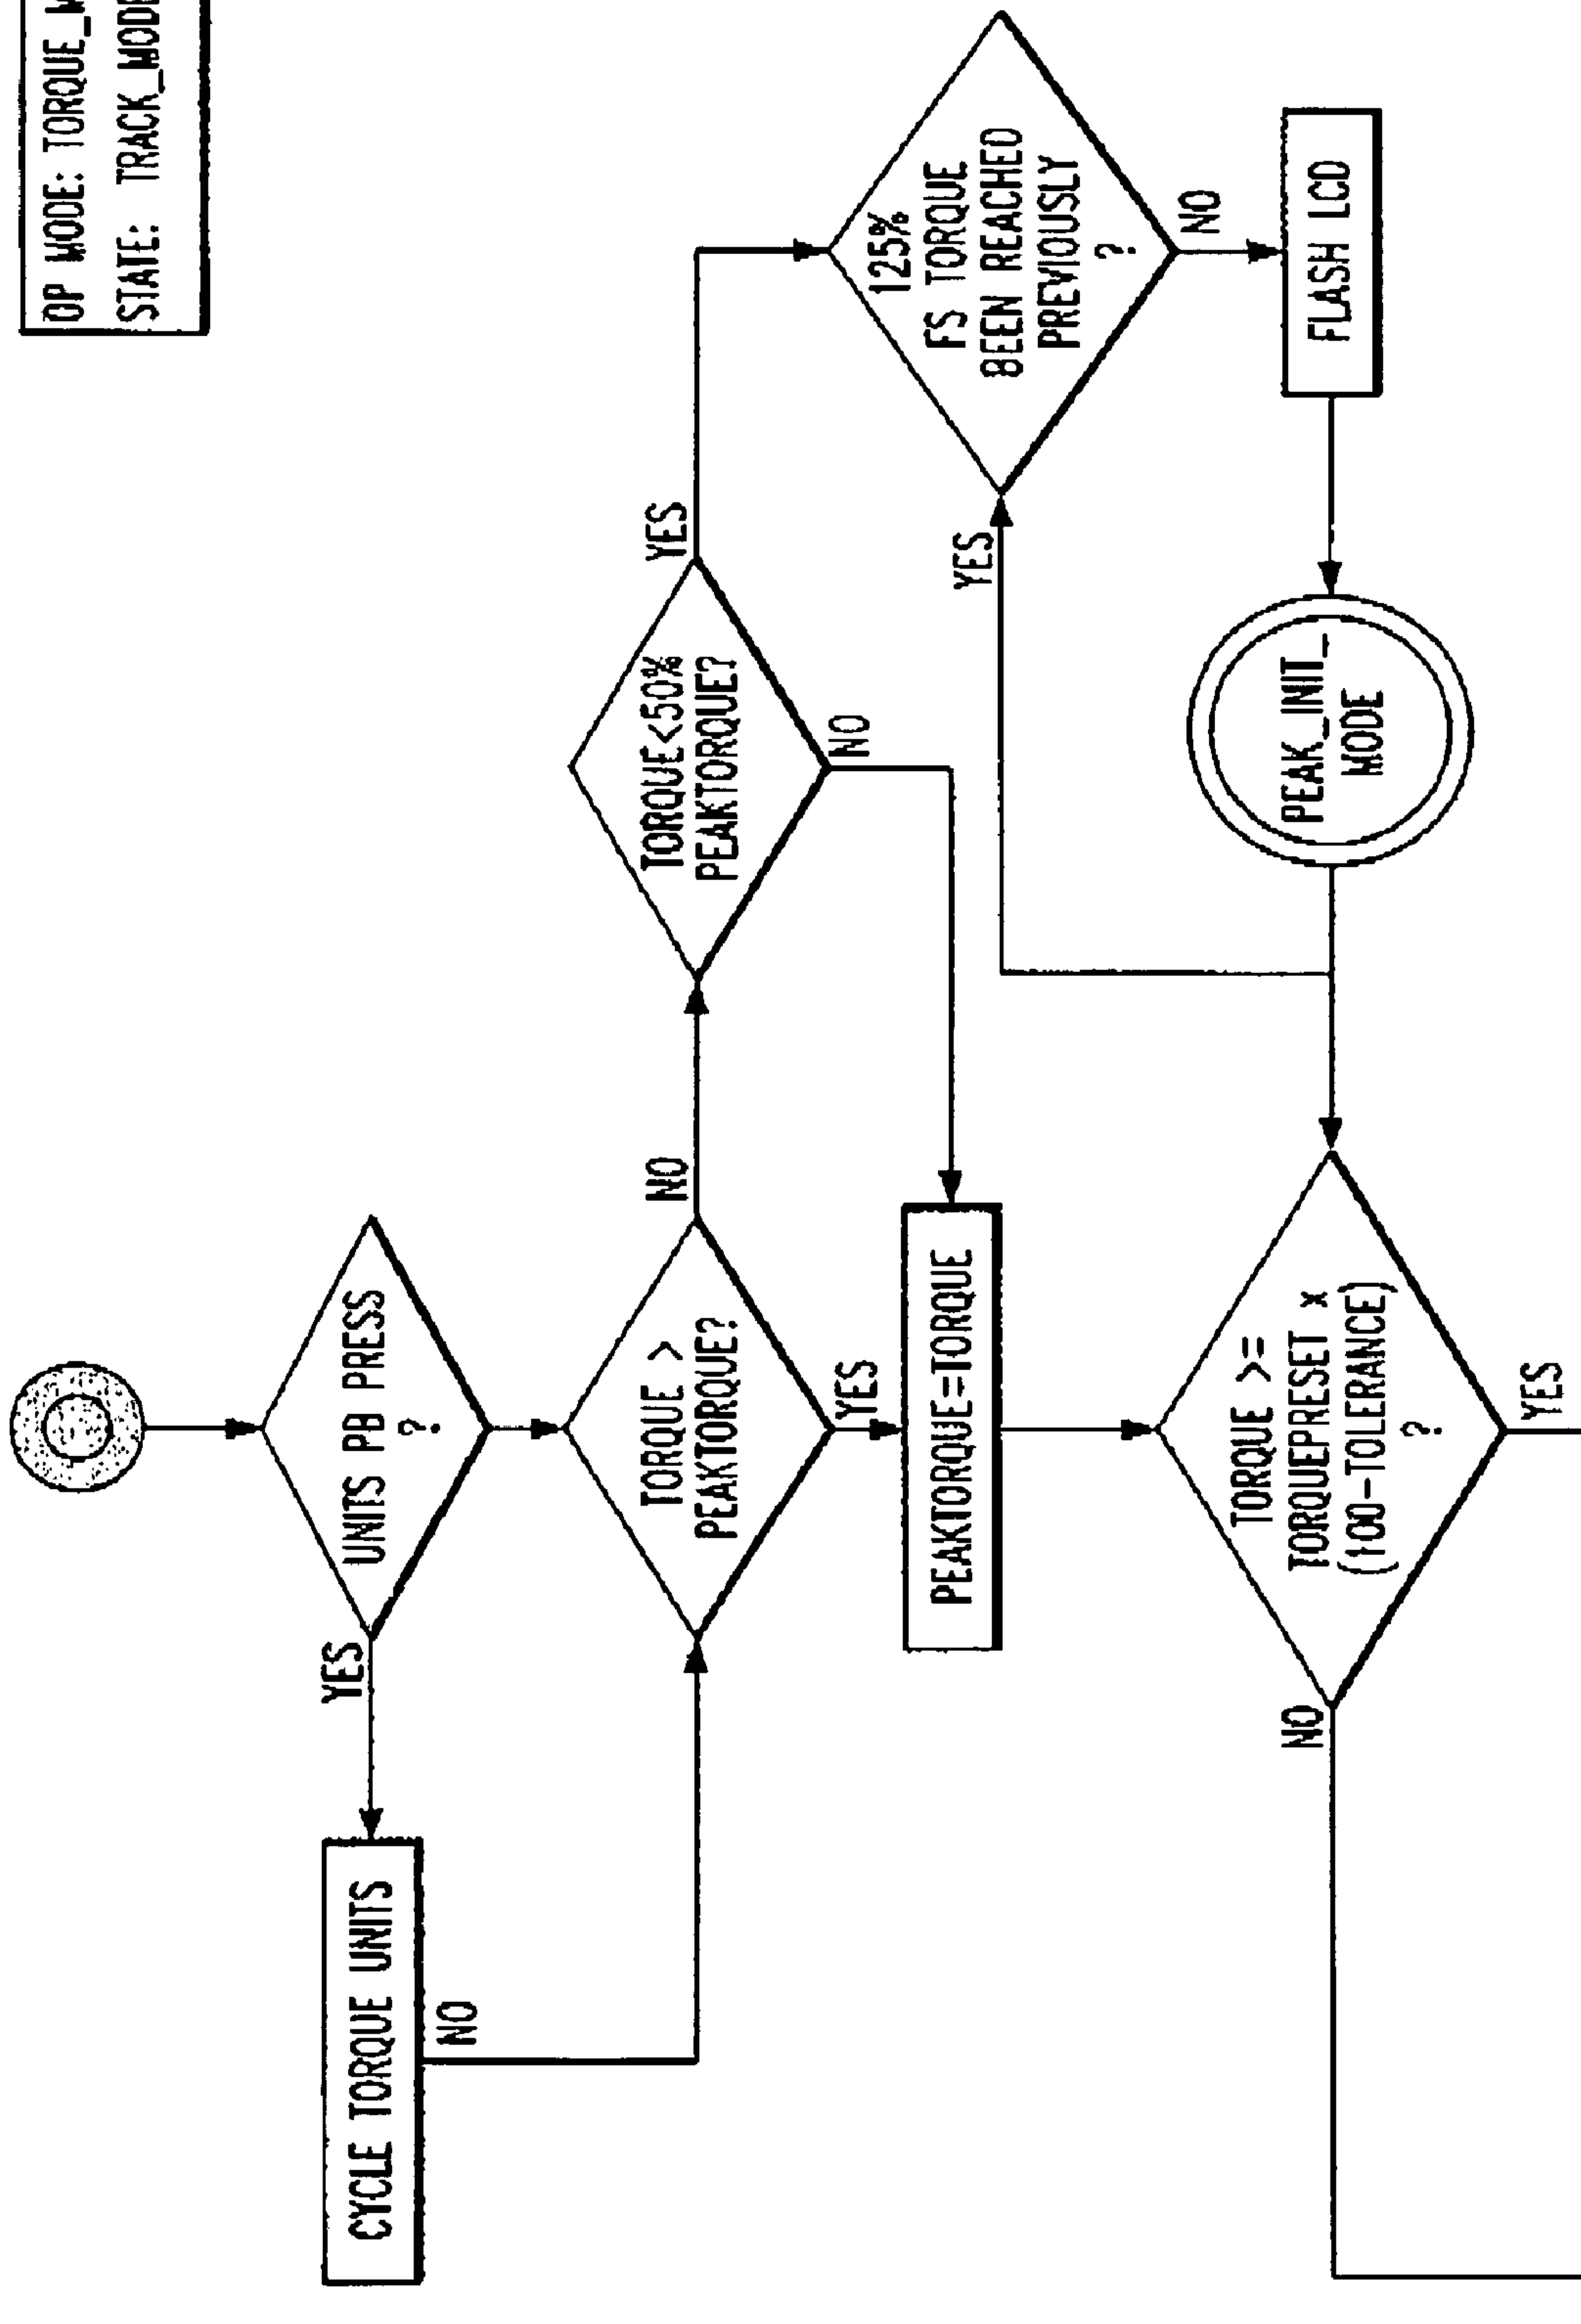 OP MODE: TORQUE_
STATE: TRACK_MODE
UNITS PB PRESS
?
YES
CYCLE TORQUE UNITS
NO
TORQUE >
PEAKTORQUE?
NO
YES
TORQUE<50%
PEAKTORQUE?
YES
NO
125%
FS TORQUE
BEEN REACHED
PREVIOUSLY
?
YES
NO
FLASH LCD
PEAK_INIT_
MODE
PEAKTORQUE=TORQUE
TORQUE >=
TORQUEPRESET x
(100-TOLERANCE)
?
NO
YES